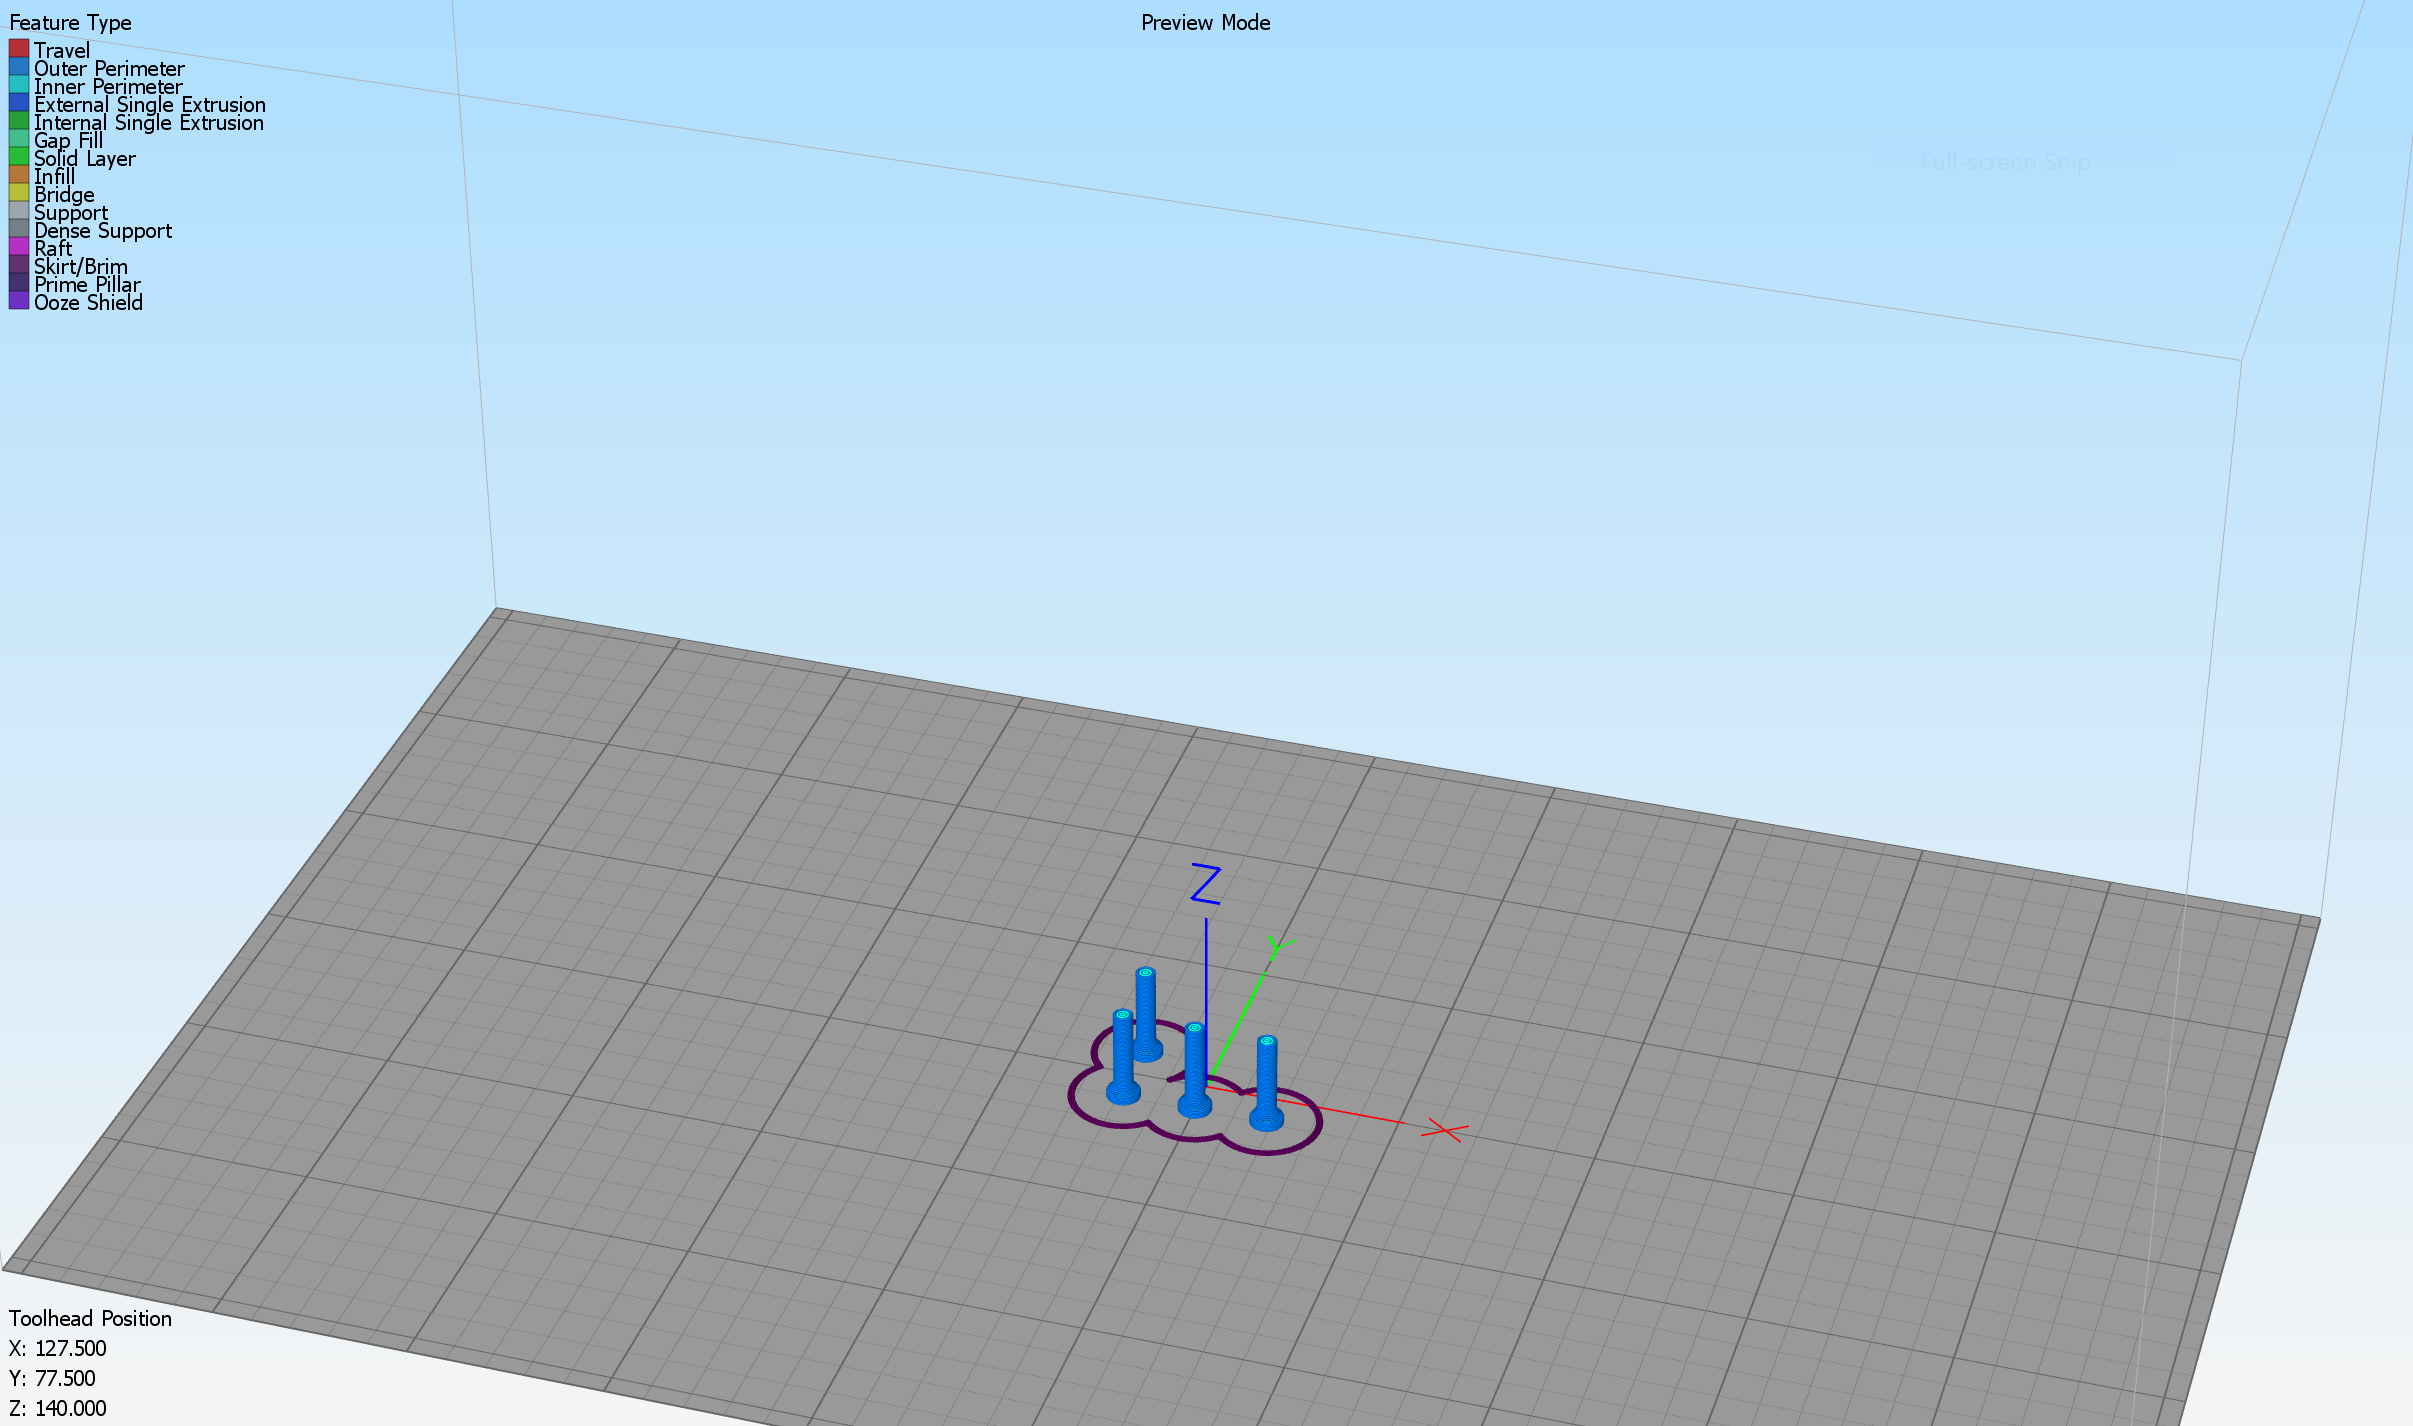 Feature Type
Travel
Outer Perimeter
Inner Perimeter
External Single Extrusion
Internal Single Extrusion
Gap Fill
Solid Layer
Infill
Bridge
Support
Dense Support
Raft
Skirt/Brim
Prime Pillar
Ooze Shield
Preview Mode
Full-screen Snip
Z
Y
X
Toolhead Position
X: 127.500
Y: 77.500
Z: 140.000